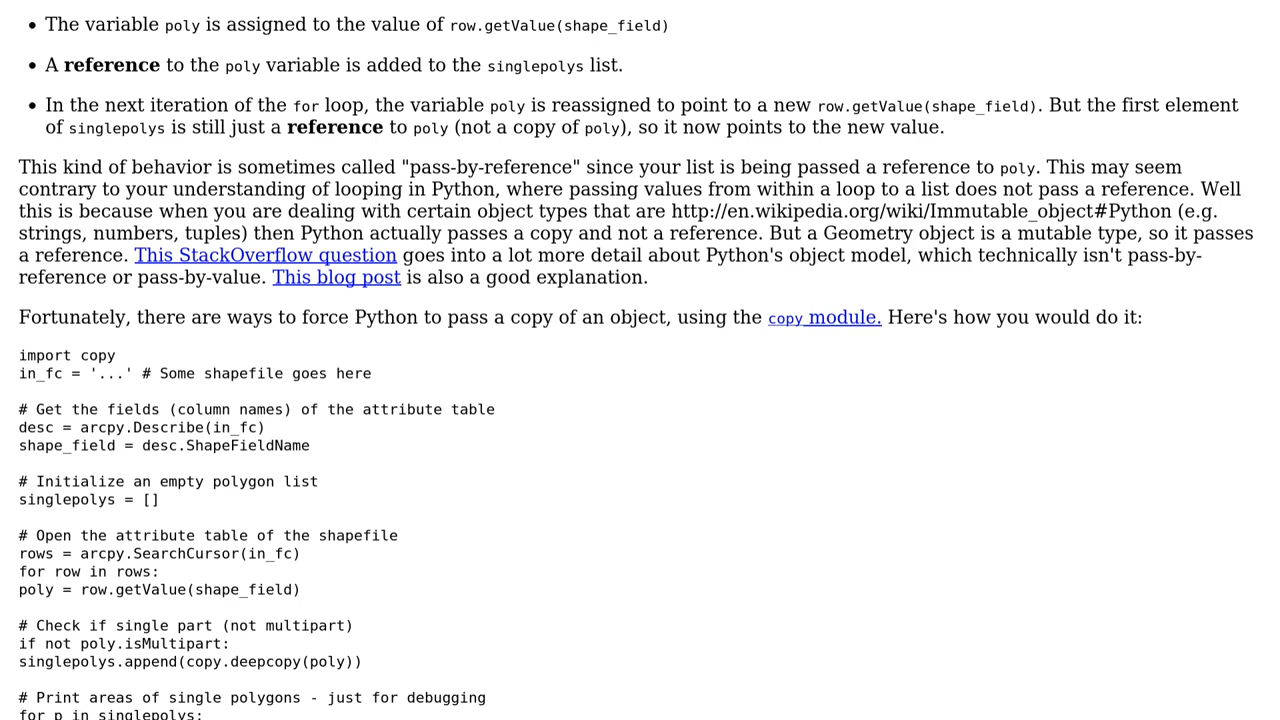 • The variable poly is assigned to the value of row.getValue(shape_field)
• A reference to the poly variable is added to the singlepolys list.
• In the next iteration of the for loop, the variable poly is reassigned to point to a new row.getValue(shape_field). But the first element
of singlepolys is still just a reference to poly (not a copy of poly), so it now points to the new value.
This kind of behavior is sometimes called "pass-by-reference" since your list is being passed a reference to poly. This may seem
contrary to your understanding of looping in Python, where passing values from within a loop to a list does not pass a reference. Well
this is because when you are dealing with certain object types that are http://en.wikipedia.org/wiki/Immutable_object#Python (e.g.
strings, numbers, tuples) then Python actually passes a copy and not a reference. But a Geometry object is a mutable type, so it passes
a reference. This StackOverflow question goes into a lot more detail about Python's object model, which technically isn't pass-by-
reference or pass-by-value. This blog post is also a good explanation.
Fortunately, there are ways to force Python to pass a copy of an object, using the copy module. Here's how you would do it:
import copy
in_fc = '...' # Some shapefile goes here
# Get the fields (column names) of the attribute table
desc = arcpy.Describe(in_fc)
shape_field = desc.ShapeFieldName
# Initialize an empty polygon list
singlepolys = []
# Open the attribute table of the shapefile
rows = arcpy.SearchCursor(in_fc)
for row in rows:
poly = row.getValue(shape_field)
# Check if single part (not multipart)
if not poly.isMultipart:
singlepolys.append(copy.deepcopy(poly))
# Print areas of single polygons - just for debugging
for p in singlepolys: